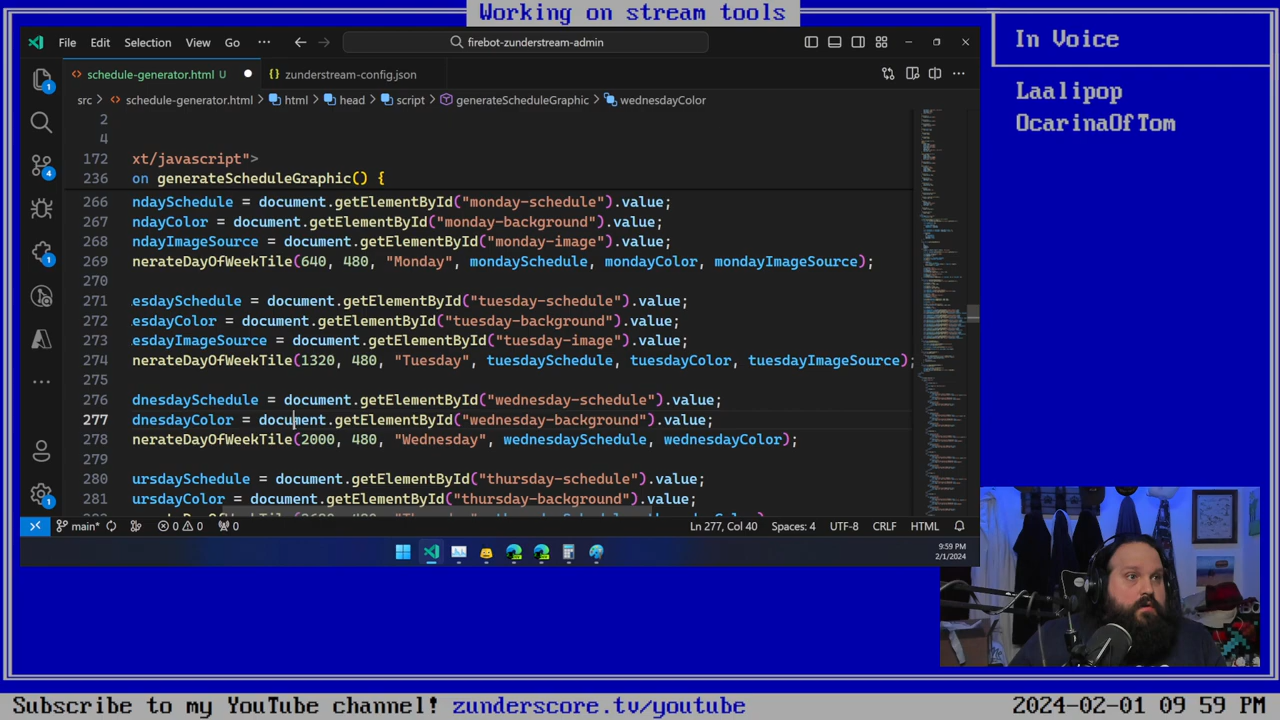 Working on stream tools
File Edit Selection View Go ··· firebot-zunderstream-admin
schedule-generator.html U zunderstream-config.json
src > schedule-generator.html > html > head > script > generateScheduleGraphic > wednesdayColor
2
4
172 xt/javascript">
236 on generateScheduleGraphic() {
266 ndaySchedule = document.getElementById("monday-schedule").value;
267 ndayColor = document.getElementById("monday-background").value;
268 ndayImageSource = document.getElementById("monday-image").value;
269 (600, 480, "Monday", mondaySchedule, mondayColor, mondayImageSource);
271 esdaySchedule = document.getElementById("tuesday-schedule").value;
272 esdayColor = document.getElementById("tuesday-background").value;
273 esdayImageSource = document.getElementById("tuesday-image").value;
274 480, "Tuesday", tuesdaySchedule, tuesdayColor, tuesdayImageSource);
275
276 dnesdaySchedule = document.getElementById("wednesday-schedule").value;
277 dnesdayColor = document.getElementById("wednesday-background").value;
278 nerateDayOfWeekTile(2000, 480, "Wednesday", wednesdaySchedule, wednesdayColor);
279
280 ursdaySchedule = document.getElementById("thursday-schedule").value;
281 ursdayColor = document.getElementById("thursday-background").value;
main* 0 0 0 Ln 277, Col 40 Spaces: 4 UTF-8 CRLF HTML
9:59 PM
2/1/2024
In Voice
Laalipop
OcarinaOfTom
Subscribe to my YouTube channel! zunderscore.tv/youtube 2024-02-01 09 59 PM